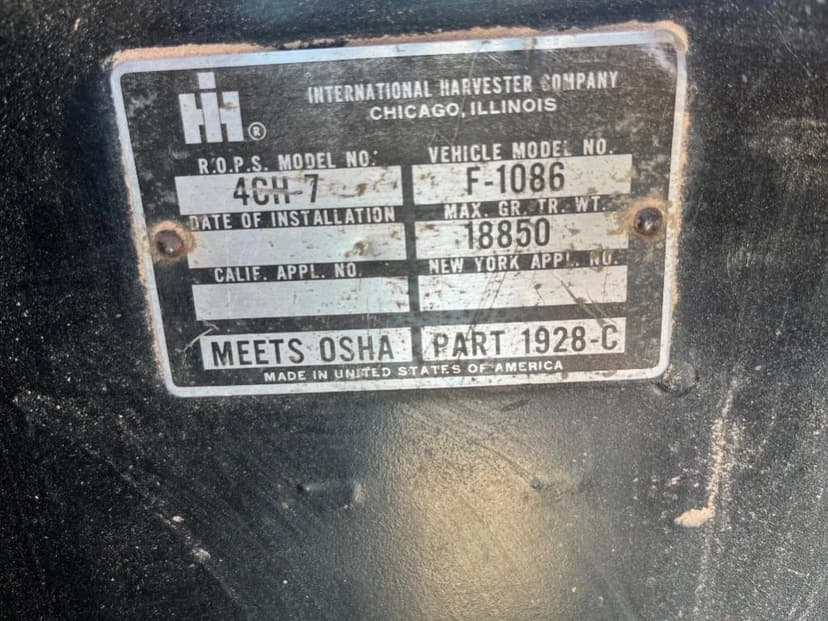 IH ®
INTERNATIONAL HARVESTER COMPANY
CHICAGO, ILLINOIS
R.O.P.S. MODEL NO. VEHICLE MODEL NO.
4CH-7 F-1086
DATE OF INSTALLATION MAX. GR. TR. WT.
18850
CALIF. APPL. NO. NEW YORK APPL. NO.
MEETS OSHA PART 1928-C
MADE IN UNITED STATES OF AMERICA